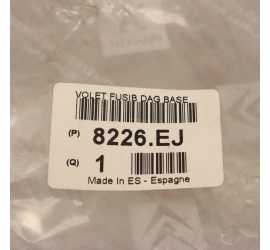 VOLET FUSIB DAG BASE
(P) 8226.EJ
(Q) 1
Made In ES - Espagne